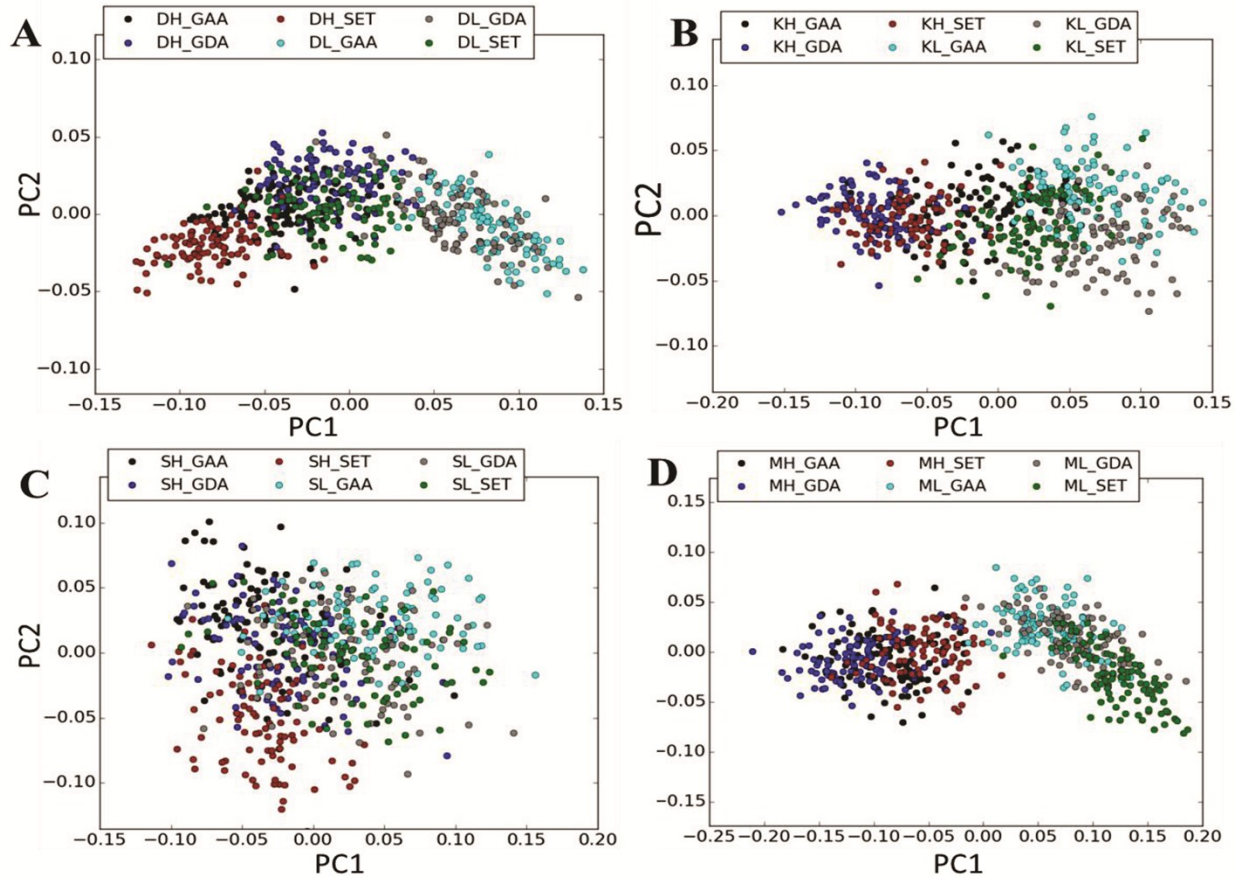 A
DH_GAA DH_SET DL_GDA
DH_GDA DL_GAA DL_SET
0.10
0.05
0.00
−0.05
−0.10
PC2
−0.15 −0.10 −0.05 0.00 0.05 0.10 0.15
PC1
B
KH_GAA KH_SET KL_GDA
KH_GDA KL_GAA KL_SET
0.10
0.05
0.00
−0.05
−0.10
PC2
−0.20 −0.15 −0.10 −0.05 0.00 0.05 0.10 0.15
PC1
C
SH_GAA SH_SET SL_GDA
SH_GDA SL_GAA SL_SET
0.10
0.05
0.00
−0.05
−0.10
PC2
−0.15 −0.10 −0.05 0.00 0.05 0.10 0.15 0.20
PC1
D
MH_GAA MH_SET ML_GDA
MH_GDA ML_GAA ML_SET
0.15
0.10
0.05
0.00
−0.05
−0.10
−0.15
PC2
−0.25 −0.20 −0.15 −0.10 −0.05 0.00 0.05 0.10 0.15 0.20
PC1